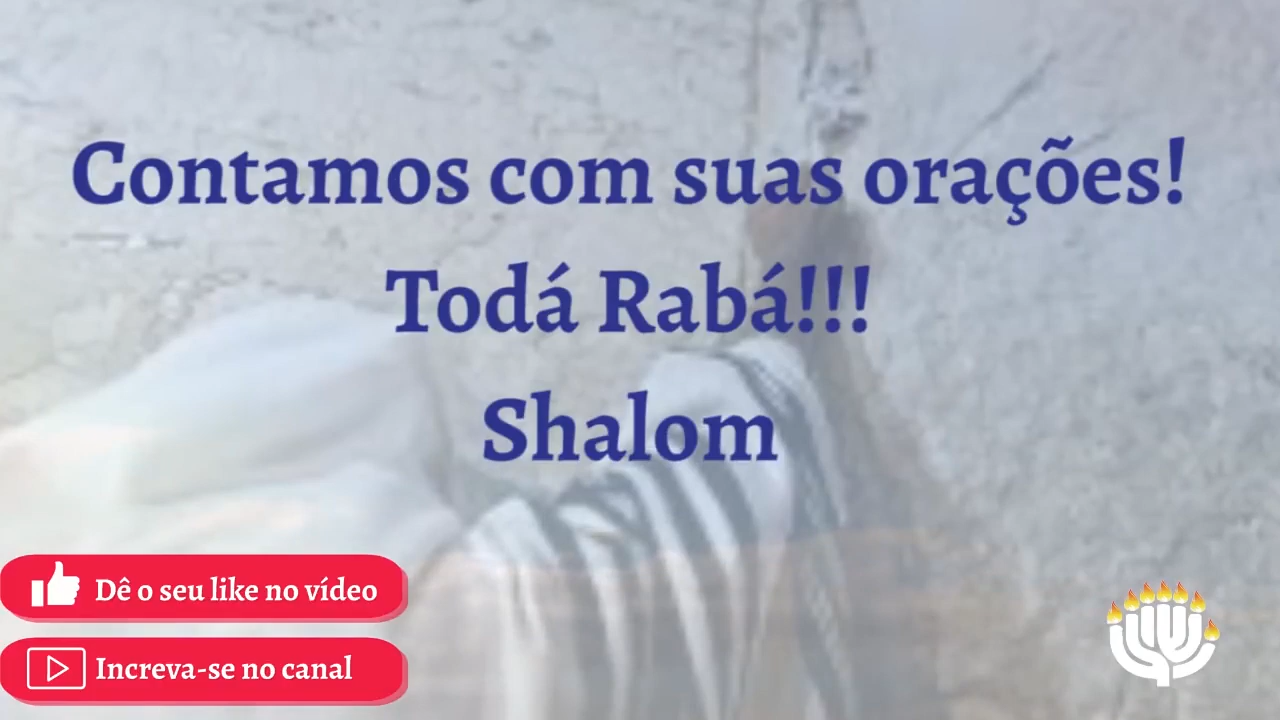 Contamos com suas orações!
Todá Rabá!!!
Shalom
Dê o seu like no vídeo
Increva-se no canal